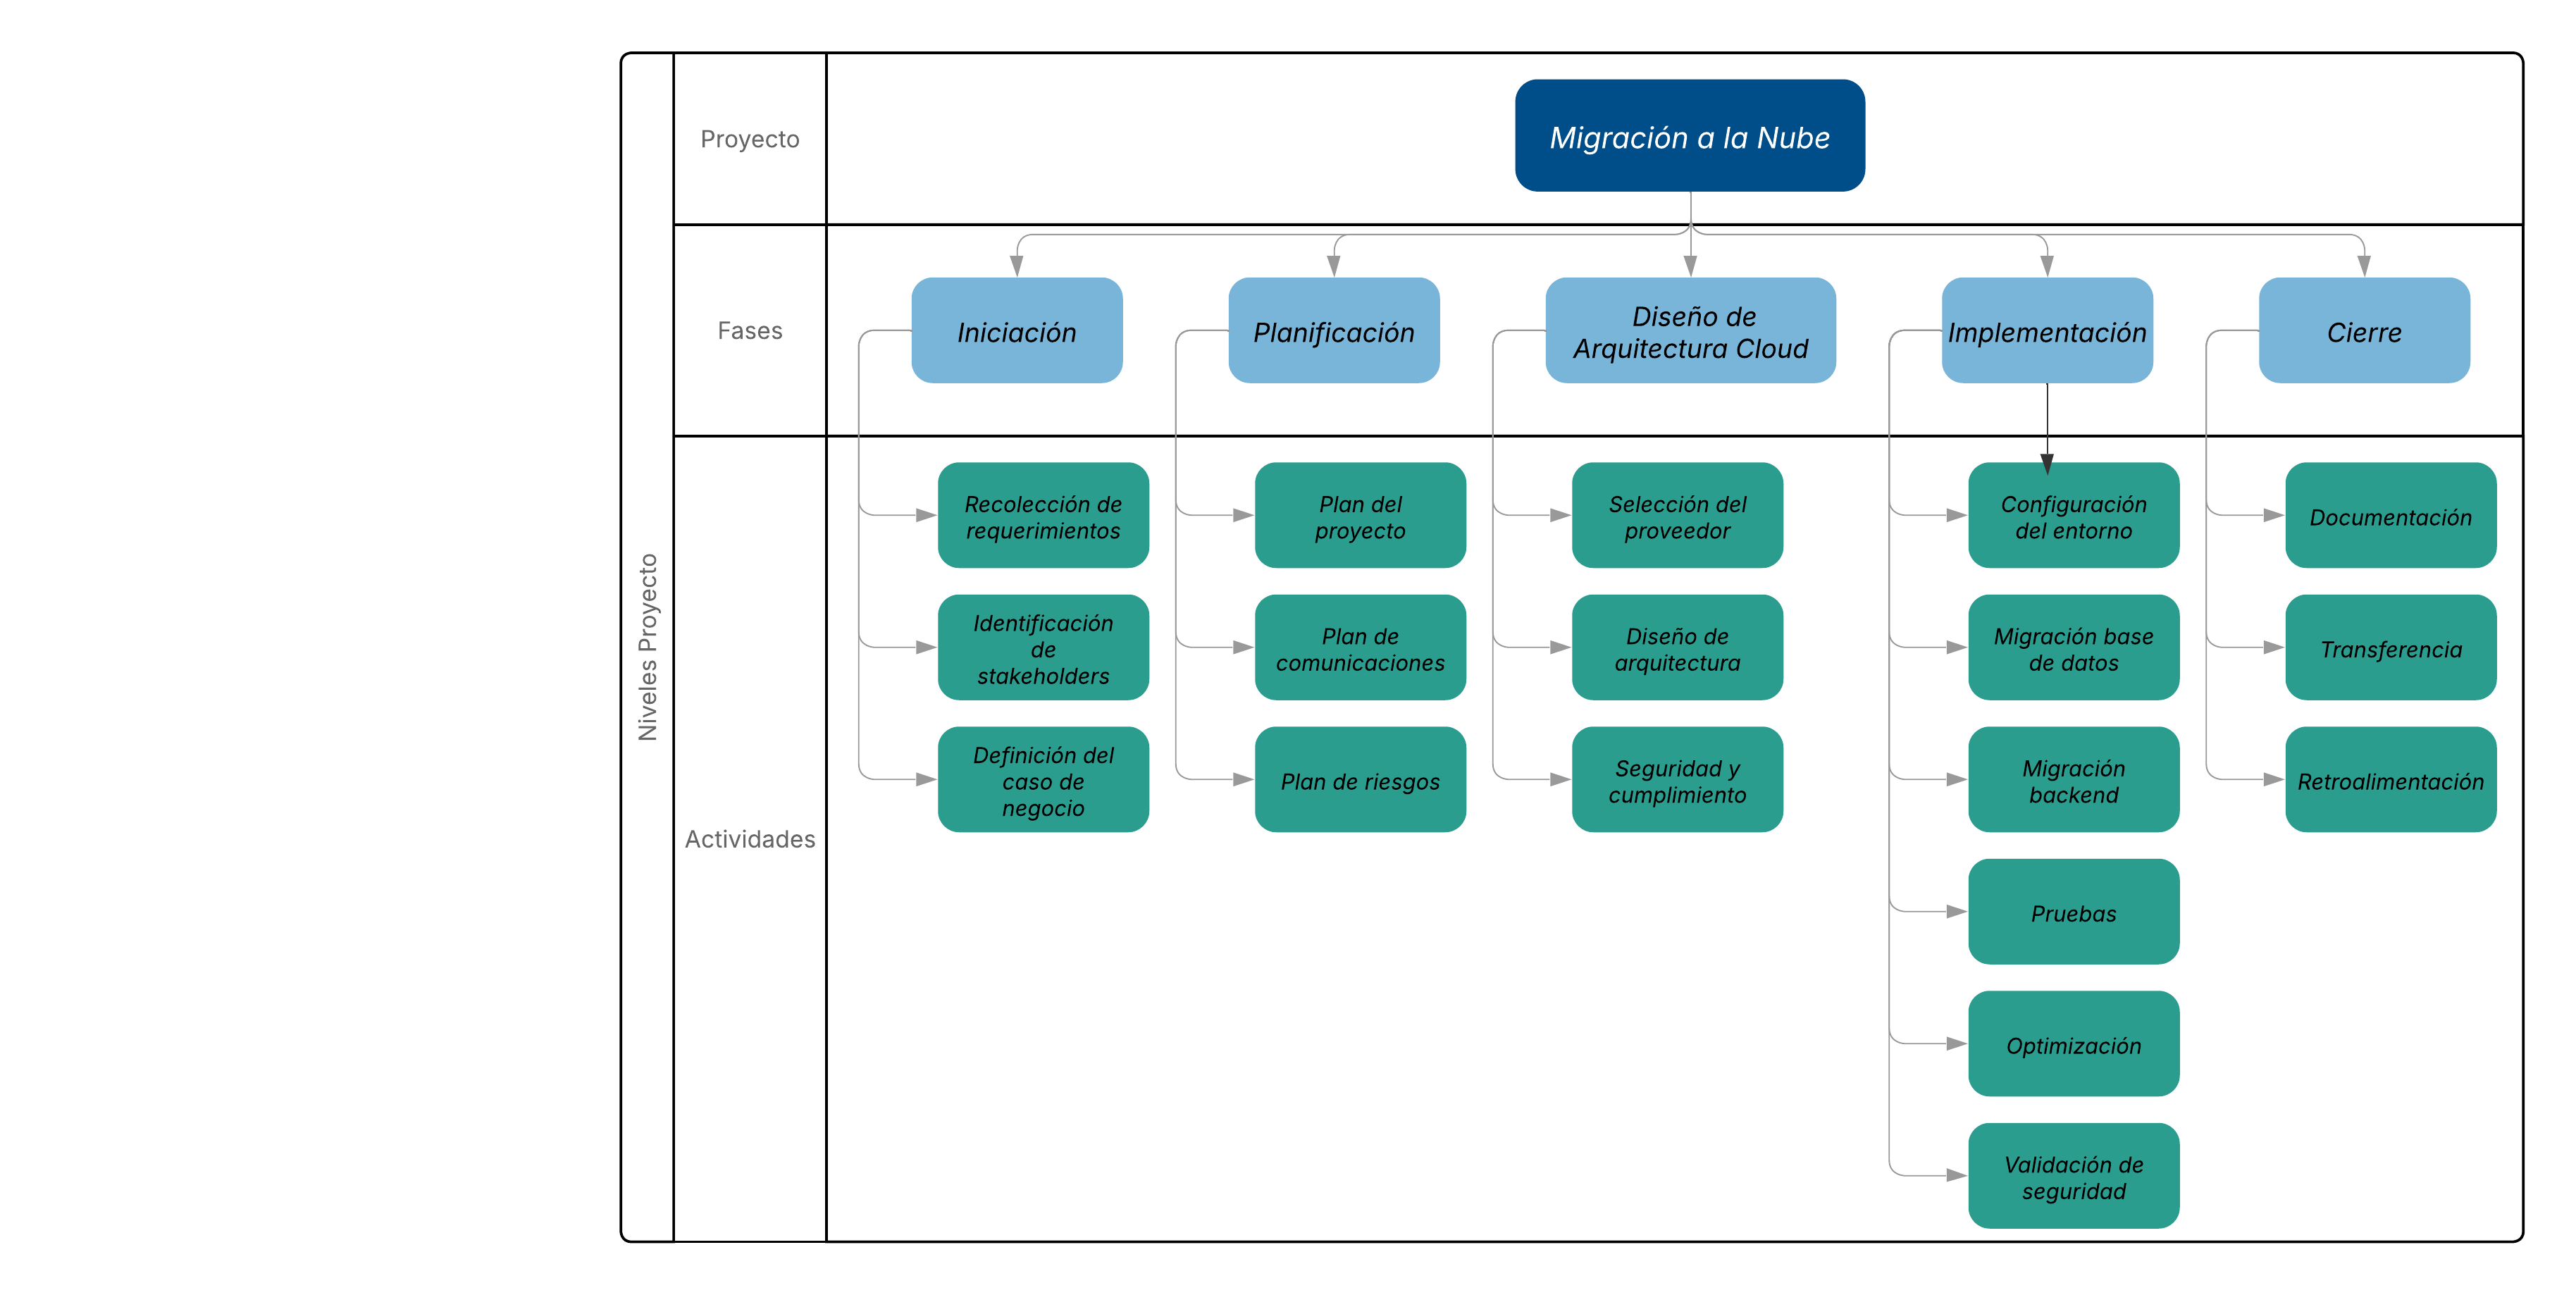 Niveles Proyecto
Proyecto
Migración a la Nube
Fases
Iniciación
Planificación
Diseño de
Arquitectura Cloud
Implementación
Cierre
Actividades
Recolección de
requerimientos
Identificación
de
stakeholders
Definición del
caso de
negocio
Plan del
proyecto
Plan de
comunicaciones
Plan de riesgos
Selección del
proveedor
Diseño de
arquitectura
Seguridad y
cumplimiento
Configuración
del entorno
Migración base
de datos
Migración
backend
Pruebas
Optimización
Validación de
seguridad
Documentación
Transferencia
Retroalimentación